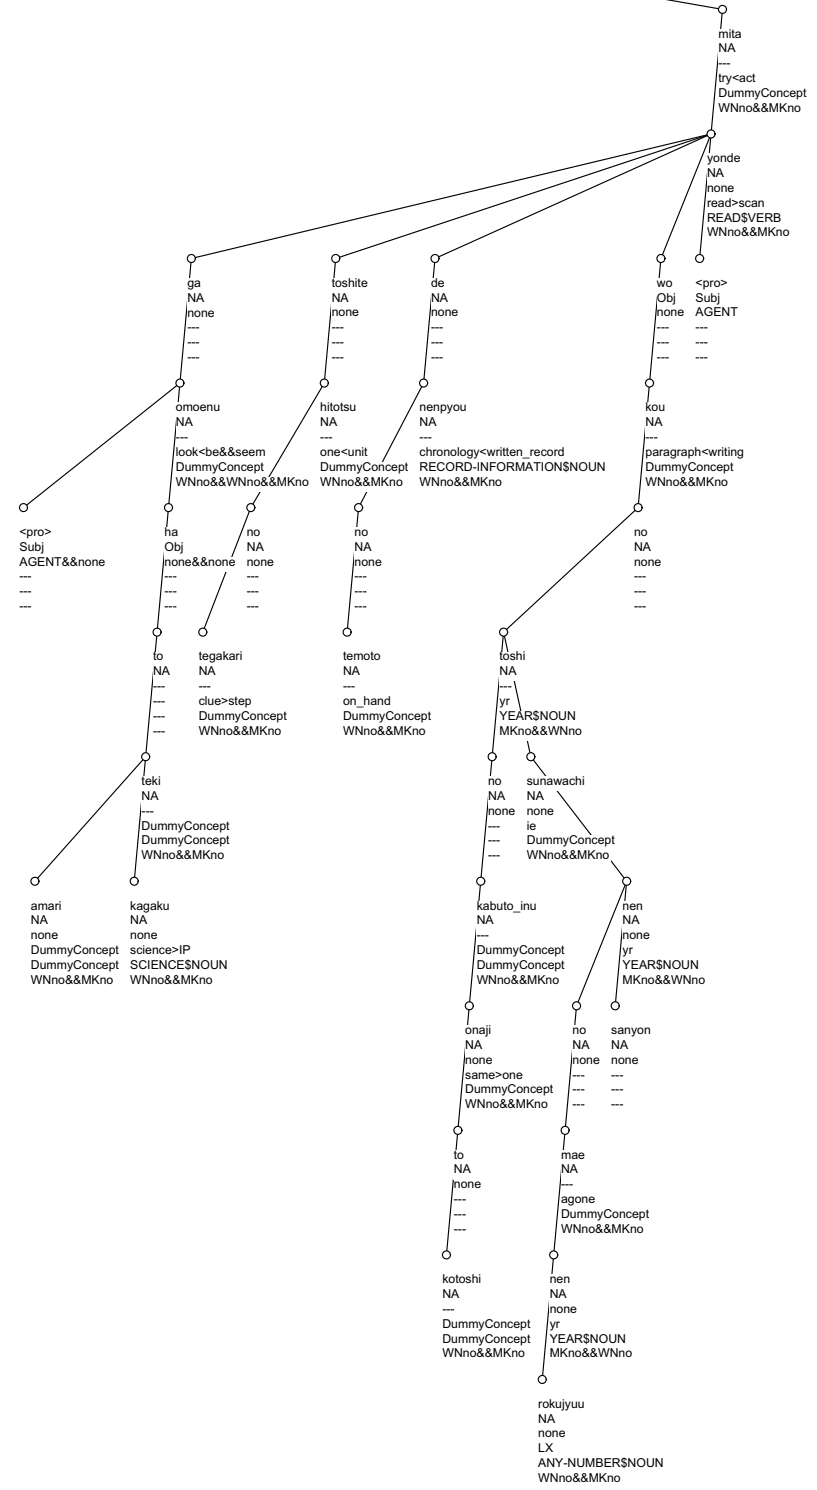 mita
NA
---
try<act
DummyConcept
WNno&&MKno
yonde
NA
none
read>scan
READ$VERB
WNno&&MKno
ga
NA
none
---
---
---
toshite
NA
none
---
---
---
de
NA
none
---
---
---
wo
Obj
none
---
---
---
<pro>
Subj
AGENT
---
---
---
omoenu
NA
---
look<be&&seem
DummyConcept
WNno&&WNno&&MKno
hitotsu
NA
---
one<unit
DummyConcept
WNno&&MKno
nenpyou
NA
---
chronology<written_record
RECORD-INFORMATION$NOUN
WNno&&MKno
kou
NA
---
paragraph<writing
DummyConcept
WNno&&MKno
<pro>
Subj
AGENT&&none
---
---
---
ha
Obj
none&&none
---
---
---
no
NA
none
---
---
---
no
NA
none
---
---
---
no
NA
none
---
---
---
to
NA
---
---
---
---
tegakari
NA
---
clue>step
DummyConcept
WNno&&MKno
temoto
NA
---
on_hand
DummyConcept
WNno&&MKno
toshi
NA
---
yr
YEAR$NOUN
MKno&&WNno
teki
NA
---
DummyConcept
DummyConcept
WNno&&MKno
no
NA
none
---
---
---
sunawachi
NA
none
ie
DummyConcept
WNno&&MKno
amari
NA
none
DummyConcept
DummyConcept
WNno&&MKno
kagaku
NA
none
science>IP
SCIENCE$NOUN
WNno&&MKno
kabuto_inu
NA
---
DummyConcept
DummyConcept
WNno&&MKno
nen
NA
none
yr
YEAR$NOUN
MKno&&WNno
onaji
NA
none
same>one
DummyConcept
WNno&&MKno
no
NA
none
---
---
---
sanyon
NA
none
---
---
---
to
NA
none
---
---
---
mae
NA
---
agone
DummyConcept
WNno&&MKno
kotoshi
NA
---
DummyConcept
DummyConcept
WNno&&MKno
nen
NA
none
yr
YEAR$NOUN
MKno&&WNno
rokujyuu
NA
none
LX
ANY-NUMBER$NOUN
WNno&&MKno